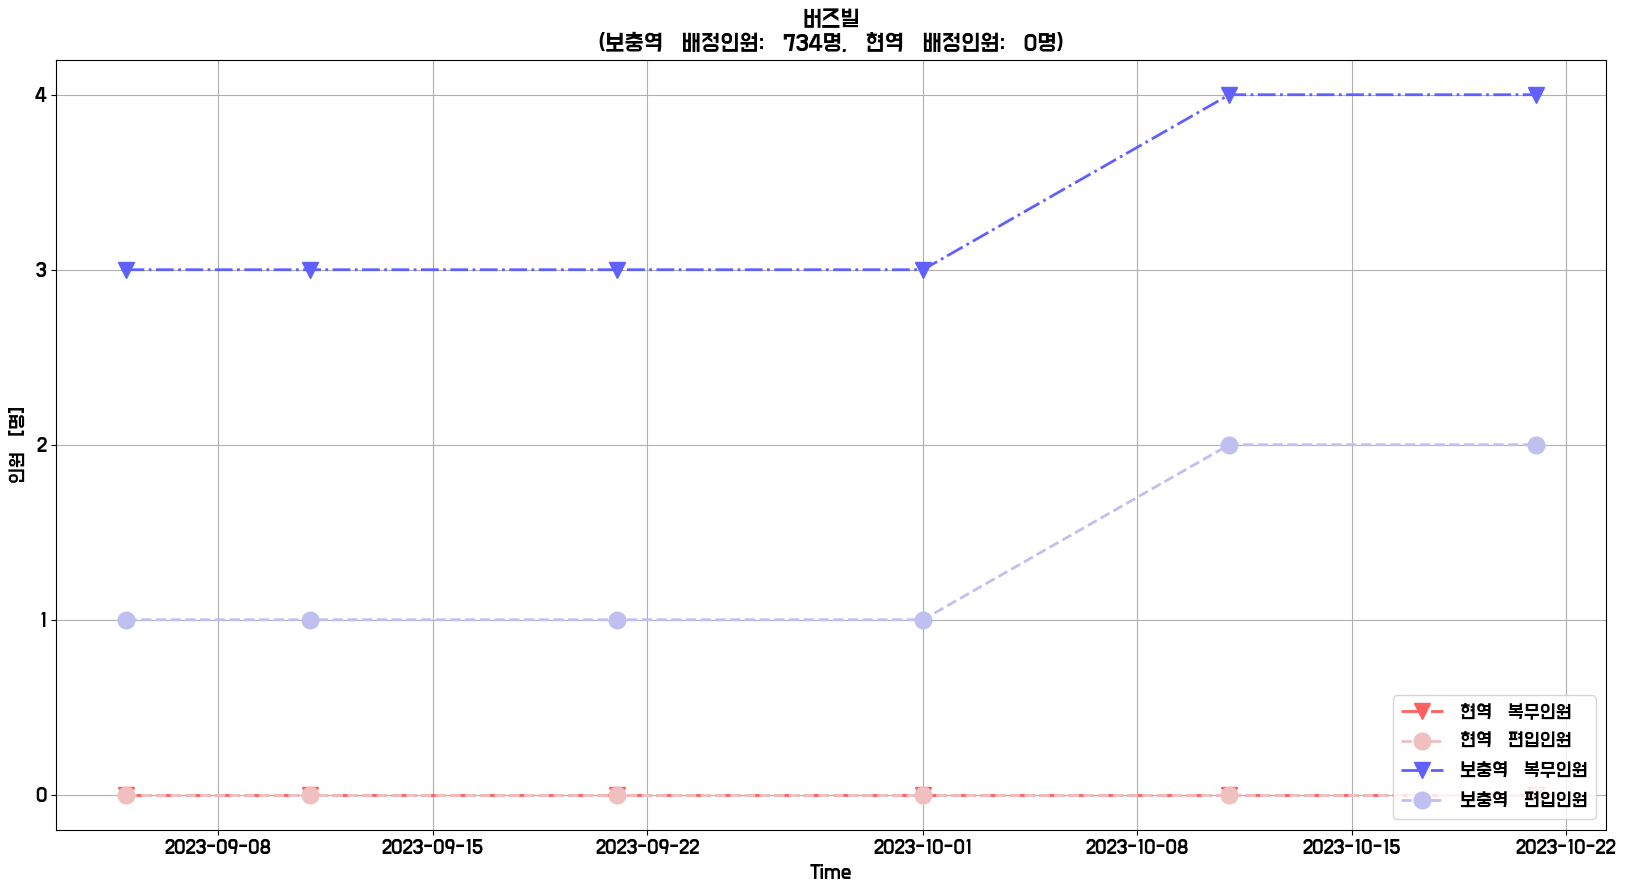 버즈빌
(보충역 배정인원: 734명, 현역 배정인원: 0명)
인원 [명]
4
3
2
1
0
현역 복무인원
현역 편입인원
보충역 복무인원
보충역 편입인원
2023-09-08 2023-09-15 2023-09-22 2023-10-01 2023-10-08 2023-10-15 2023-10-22
Time